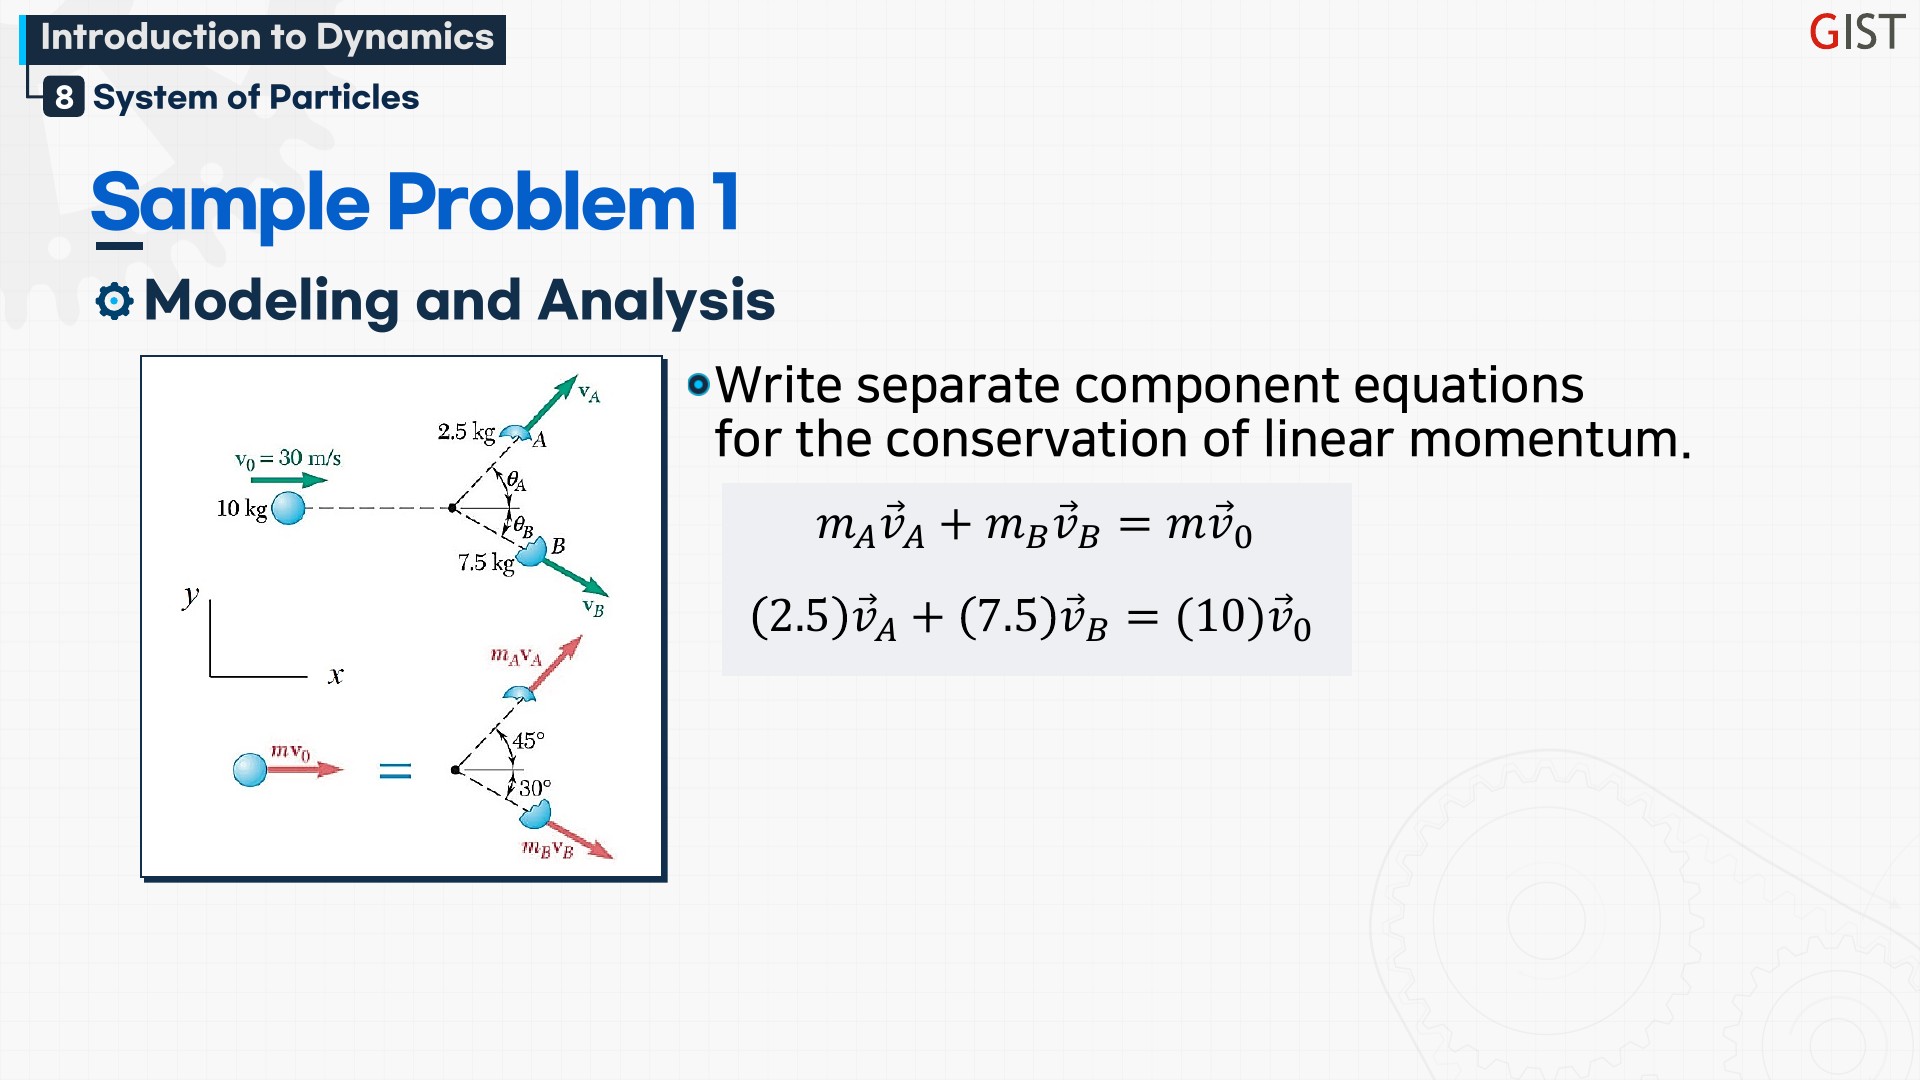 Introduction to Dynamics
GIST
8 System of Particles
Sample Problem 1
Modeling and Analysis
Write separate component equations
for the conservation of linear momentum.
m_A v⃗_A + m_B v⃗_B = m v⃗_0
(2.5)v⃗_A + (7.5)v⃗_B = (10)v⃗_0
v_A
2.5 kg A
v_0 = 30 m/s
θ_A
10 kg
θ_B
B
7.5 kg
v_B
y
x
m_A v_A
45°
mv_0
=
30°
m_B v_B